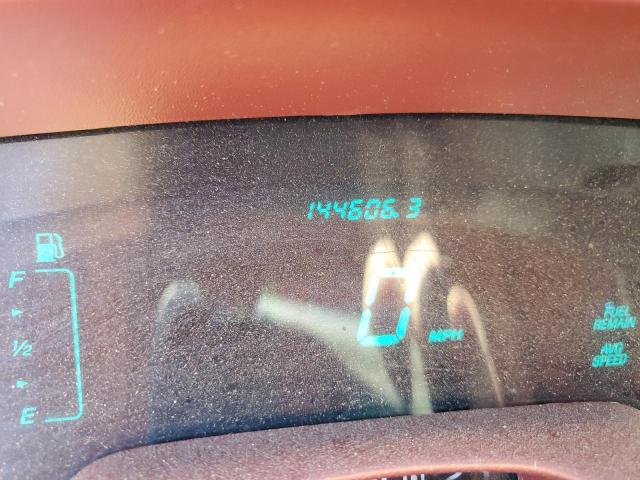 144606.3
F
1/2
E
0
MPH
FUEL
REMAIN
AVG
SPEED